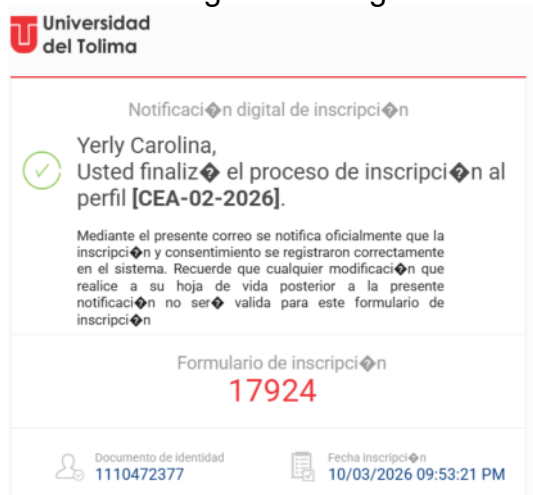 Universidad
del Tolima
Notificaci�n digital de inscripci�n
Yerly Carolina,
Usted finaliz� el proceso de inscripci�n al
perfil [CEA-02-2026].
Mediante el presente correo se notifica oficialmente que la
inscripci�n y consentimiento se registraron correctamente
en el sistema. Recuerde que cualquier modificaci�n que
realice a su hoja de vida posterior a la presente
notificaci�n no ser� valida para este formulario de
inscripci�n
Formulario de inscripci�n
17924
Documento de identidad
1110472377
Fecha inscripci�n
10/03/2026 09:53:21 PM